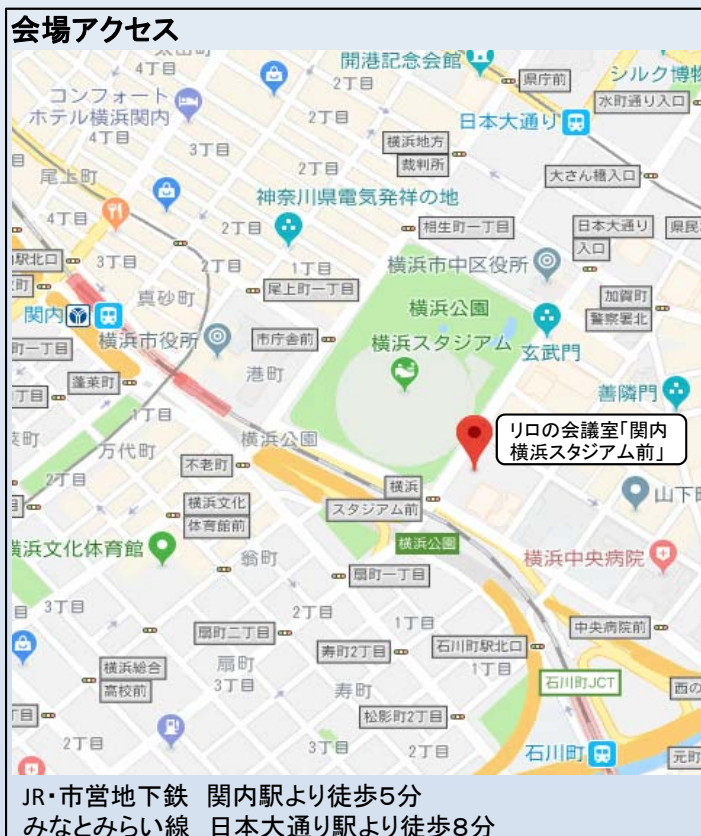 会場アクセス
4丁目
開港記念会館
県庁前
シルク博物
2丁目
水町通り入口
コンフォート
ホテル横浜関内
2丁目
日本大通り
4丁目
3丁目
横浜地方
裁判所
大さん橋入口
尾上町
2丁目
神奈川県電気発祥の地
4丁目
2丁目
相生町一丁目
日本大通り
入口
県民
駅北口
3丁目
2丁目
1丁目
横浜市中区役所
尾上町一丁目
真砂町
横浜公園
加賀町
警察署北
関内
横浜市役所
市庁舎前
横浜スタジアム
玄武門
町一丁目
港町
蓬莱町
善隣門
丁目
1丁目
リロの会議室「関内
横浜スタジアム前」
万代町
横浜公園
不老町
2丁目
横浜
スタジアム前
山下町
横浜文化
体育館前
横浜公園
横浜文化体育館
翁町
横浜中央病院
扇町一丁目
3丁目
2丁目
1丁目
中央病院前
扇町二丁目
寿町2丁目
石川町駅北口
横浜総合
高校前
扇町
3丁目
1丁目
石川町JCT
西の
寿町
松影町2丁目
2丁目
3丁目
2丁目
石川町
元町
JR・市営地下鉄 関内駅より徒歩5分
みなとみらい線 日本大通り駅より徒歩8分